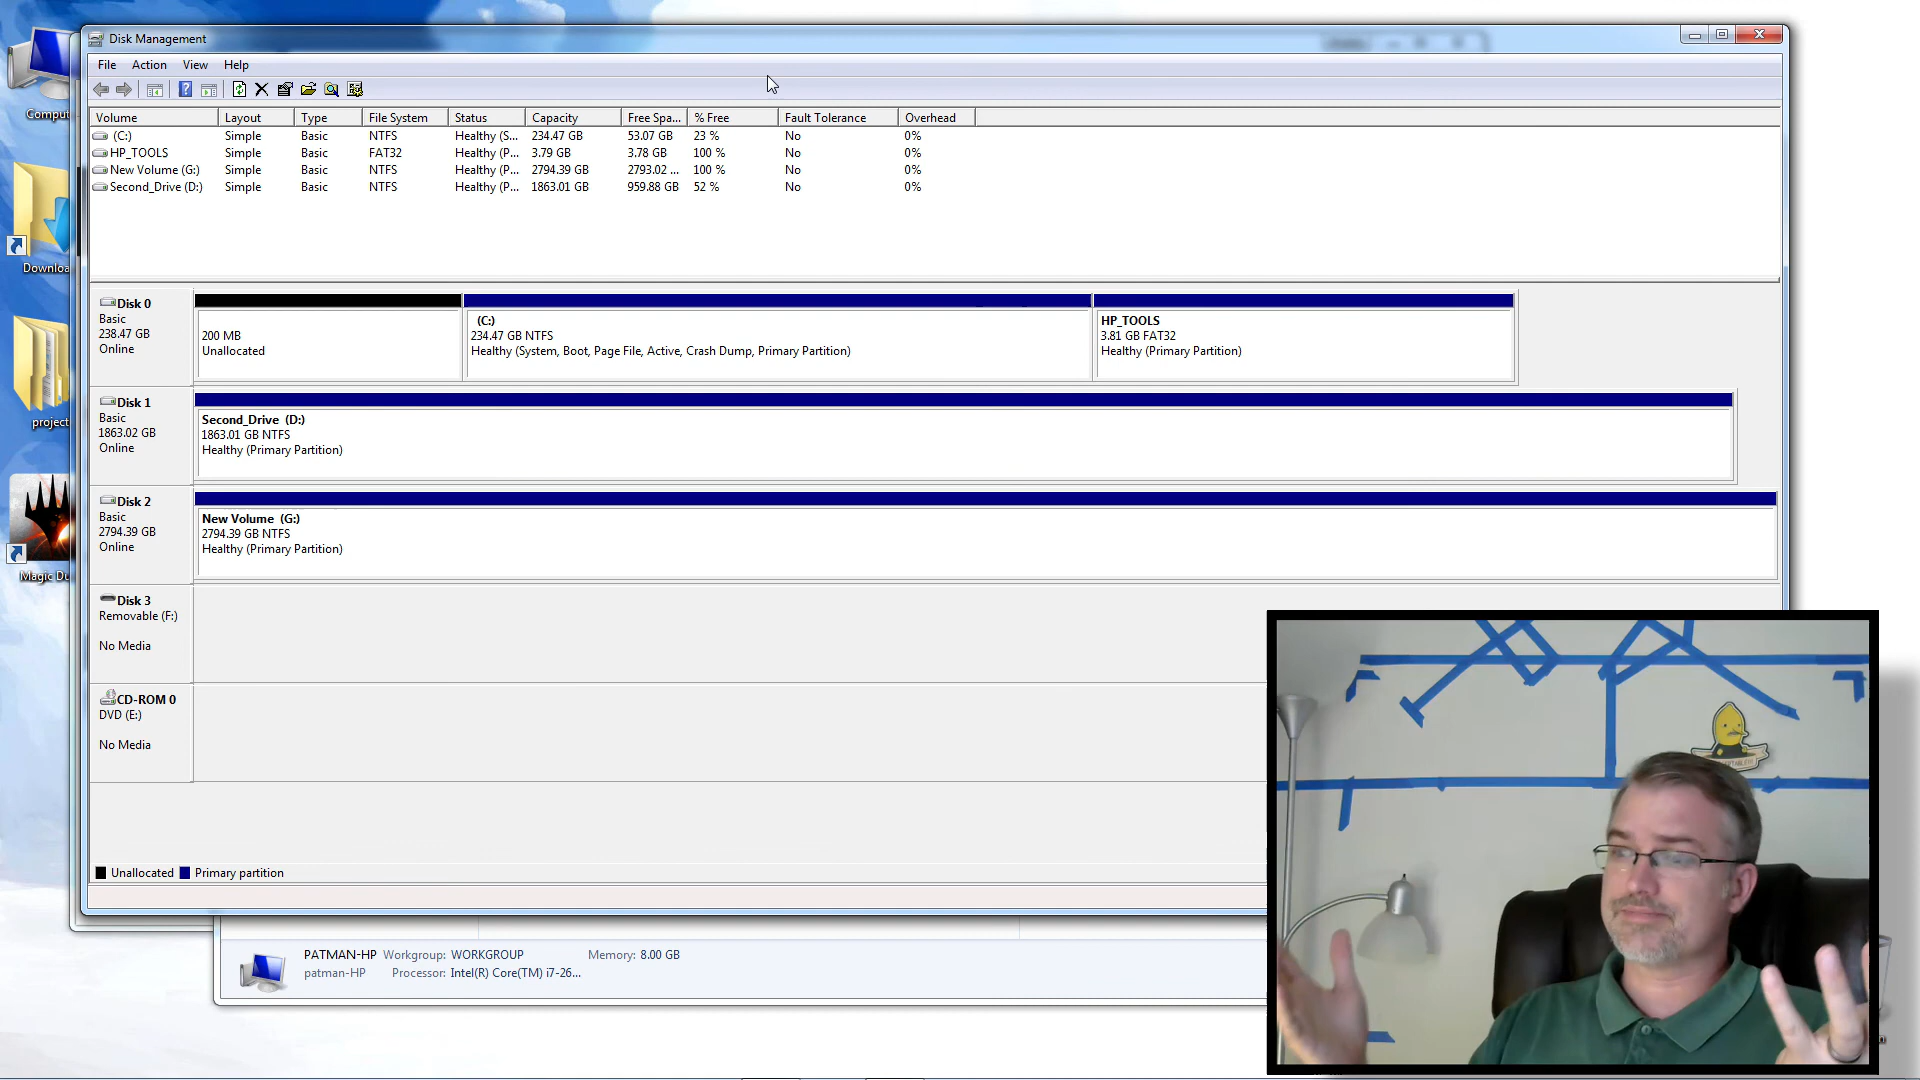 Disk Management
File Action View Help
Volume Layout Type File System Status Capacity Free Spa... % Free Fault Tolerance Overhead
(C:) Simple Basic NTFS Healthy (S... 234.47 GB 53.07 GB 23 % No 0%
HP_TOOLS Simple Basic FAT32 Healthy (P... 3.79 GB 3.78 GB 100 % No 0%
New Volume (G:) Simple Basic NTFS Healthy (P... 2794.39 GB 2793.02 ... 100 % No 0%
Second_Drive (D:) Simple Basic NTFS Healthy (P... 1863.01 GB 959.88 GB 52 % No 0%
Disk 0
Basic
238.47 GB
Online
200 MB
Unallocated
(C:)
234.47 GB NTFS
Healthy (System, Boot, Page File, Active, Crash Dump, Primary Partition)
HP_TOOLS
3.81 GB FAT32
Healthy (Primary Partition)
Disk 1
Basic
1863.02 GB
Online
Second_Drive (D:)
1863.01 GB NTFS
Healthy (Primary Partition)
Disk 2
Basic
2794.39 GB
Online
New Volume (G:)
2794.39 GB NTFS
Healthy (Primary Partition)
Disk 3
Removable (F:)
No Media
CD-ROM 0
DVD (E:)
No Media
Unallocated Primary partition
PATMAN-HP Workgroup: WORKGROUP Memory: 8.00 GB
patman-HP Processor: Intel(R) Core(TM) i7-26...
Comput
Downloa
project
Magic Du